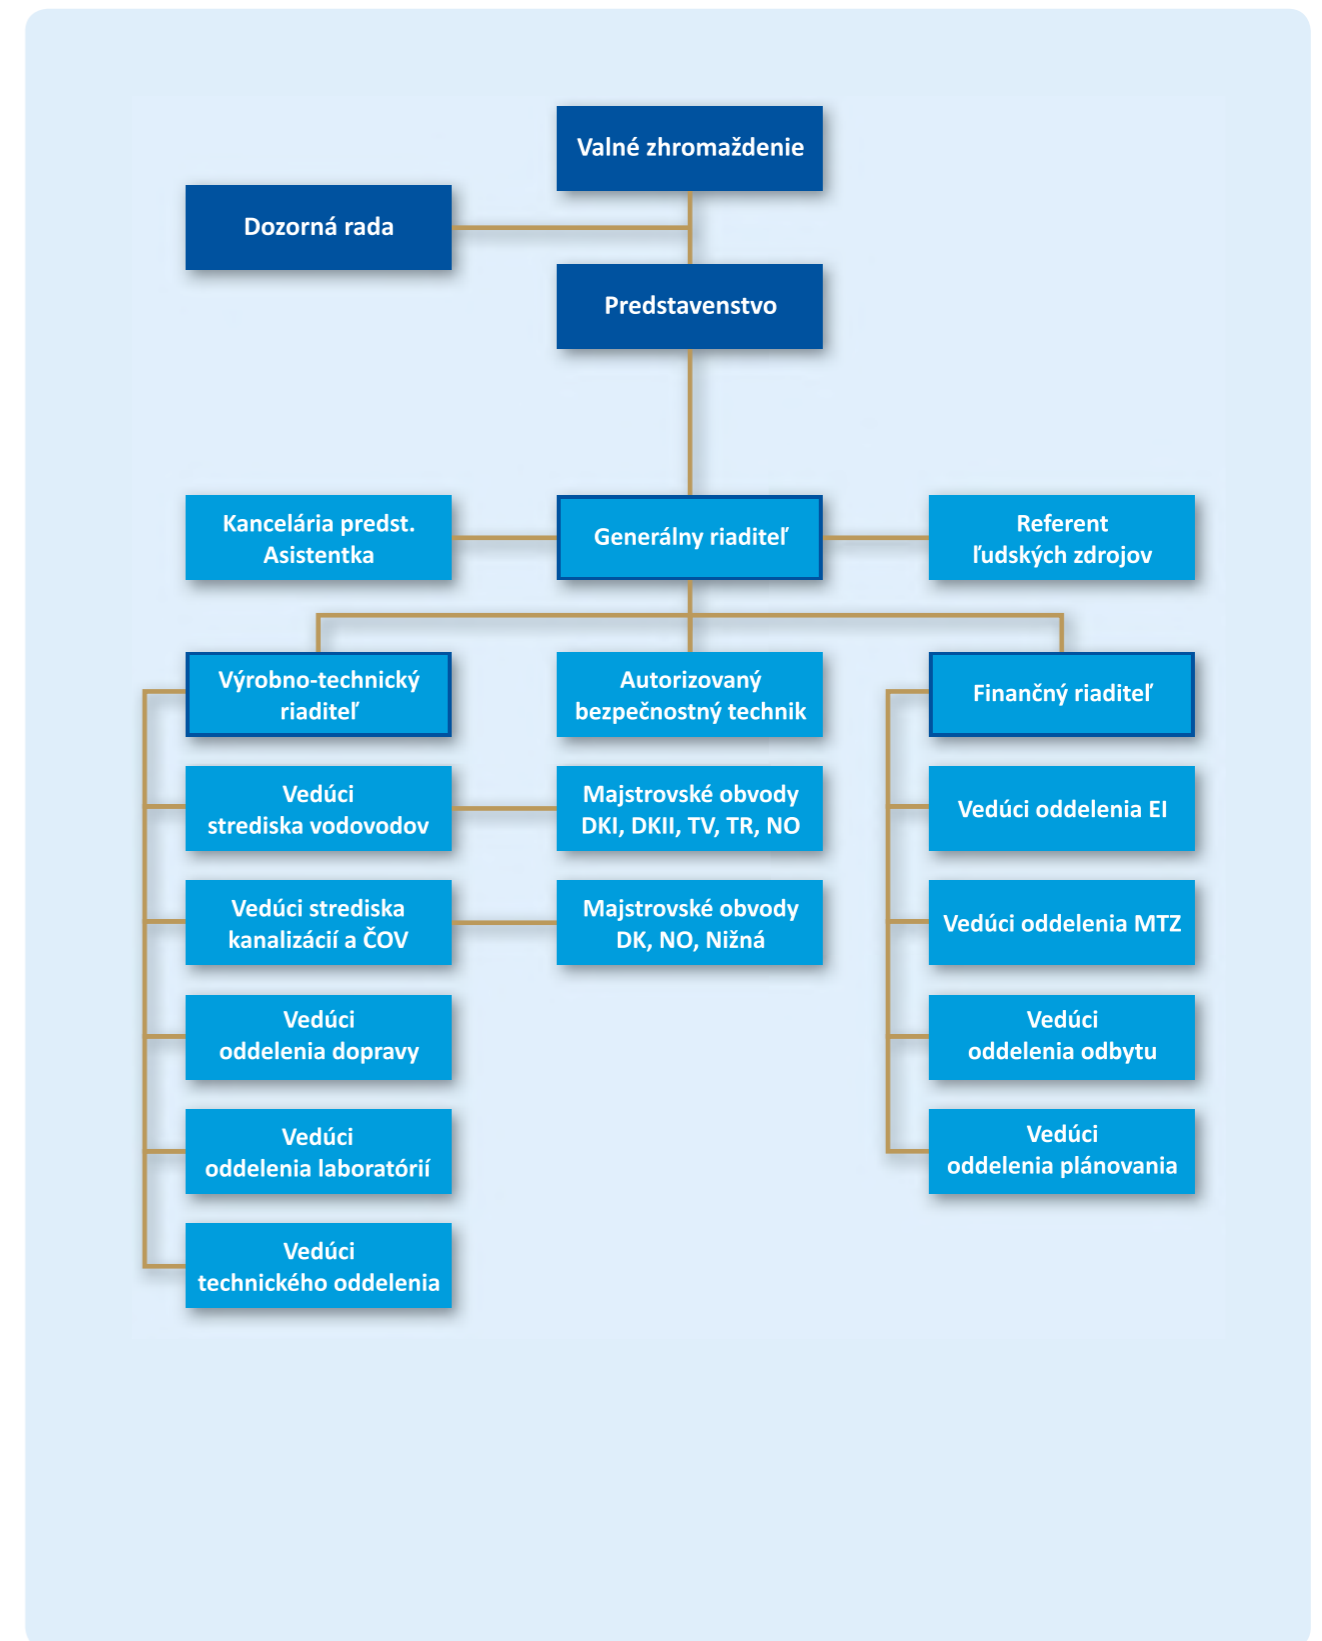 Valné zhromaždenie
Dozorná rada
Predstavenstvo
Kancelária predst.
Asistentka
Generálny riaditeľ
Referent
ľudských zdrojov
Výrobno-technický
riaditeľ
Autorizovaný
bezpečnostný technik
Finančný riaditeľ
Vedúci
strediska vodovodov
Majstrovské obvody
DKI, DKII, TV, TR, NO
Vedúci oddelenia EI
Vedúci strediska
kanalizácií a ČOV
Majstrovské obvody
DK, NO, Nižná
Vedúci oddelenia MTZ
Vedúci
oddelenia dopravy
Vedúci
oddelenia odbytu
Vedúci
oddelenia laboratórií
Vedúci
oddelenia plánovania
Vedúci
technického oddelenia